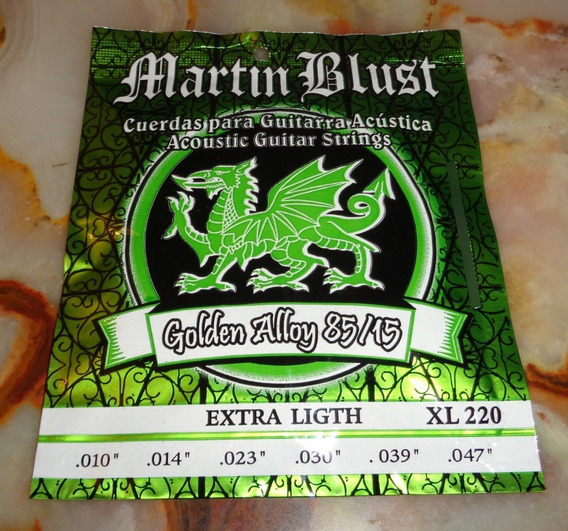 Martin Blust
Cuerdas para Guitarra Acústica
Acoustic Guitar Strings
Golden Alloy 85/15
EXTRA LIGTH XL 220
.010" .014" .023" .030" .039" .047"